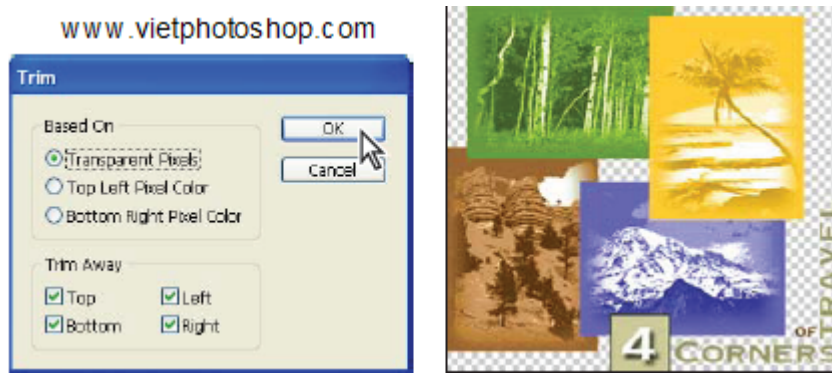 www.vietphotoshop.com
Trim
Based On
Transparent Pixels
Top Left Pixel Color
Bottom Right Pixel Color
OK
Cancel
Trim Away
Top
Left
Bottom
Right
4 CORNERS
OF
TRAVEL